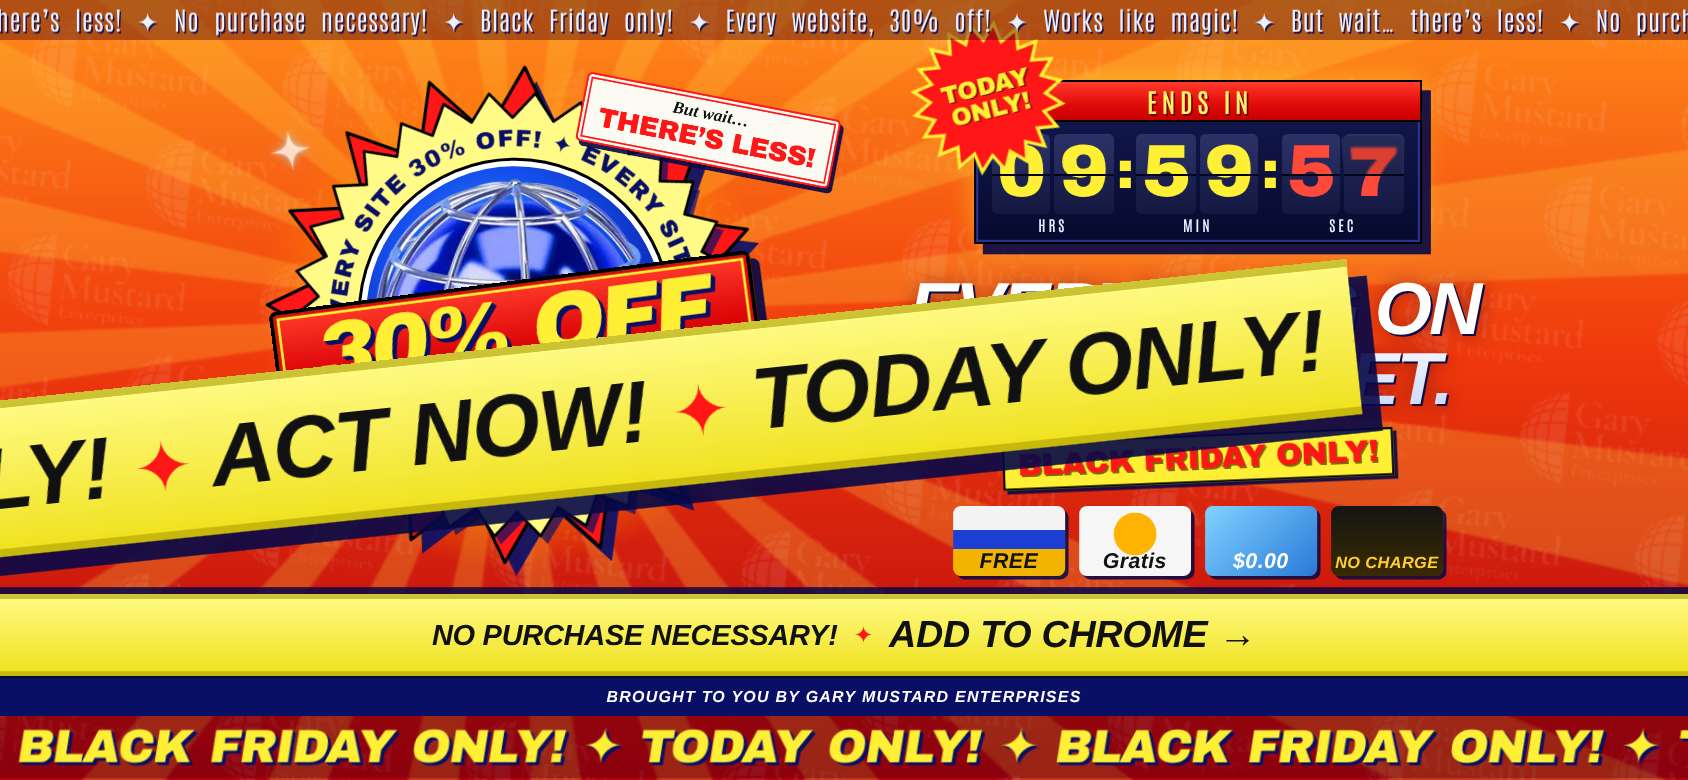 here's less! ✦ No purchase necessary! ✦ Black Friday only! ✦ Every website, 30% off! ✦ Works like magic! ✦ But wait… there's less! ✦ No purch
EVERY SITE 30% OFF! ✦ EVERY SIT
But wait…
THERE'S LESS!
30% OFF
TODAY
ONLY!
ENDS IN
09:59:57
HRS MIN SEC
ON
ET.
LY! ✦ ACT NOW! ✦ TODAY ONLY!
BLACK FRIDAY ONLY!
FREE
Gratis
$0.00
NO CHARGE
NO PURCHASE NECESSARY! ✦ ADD TO CHROME →
BROUGHT TO YOU BY GARY MUSTARD ENTERPRISES
BLACK FRIDAY ONLY! ✦ TODAY ONLY! ✦ BLACK FRIDAY ONLY! ✦
Gary
Mustard
Enterprises